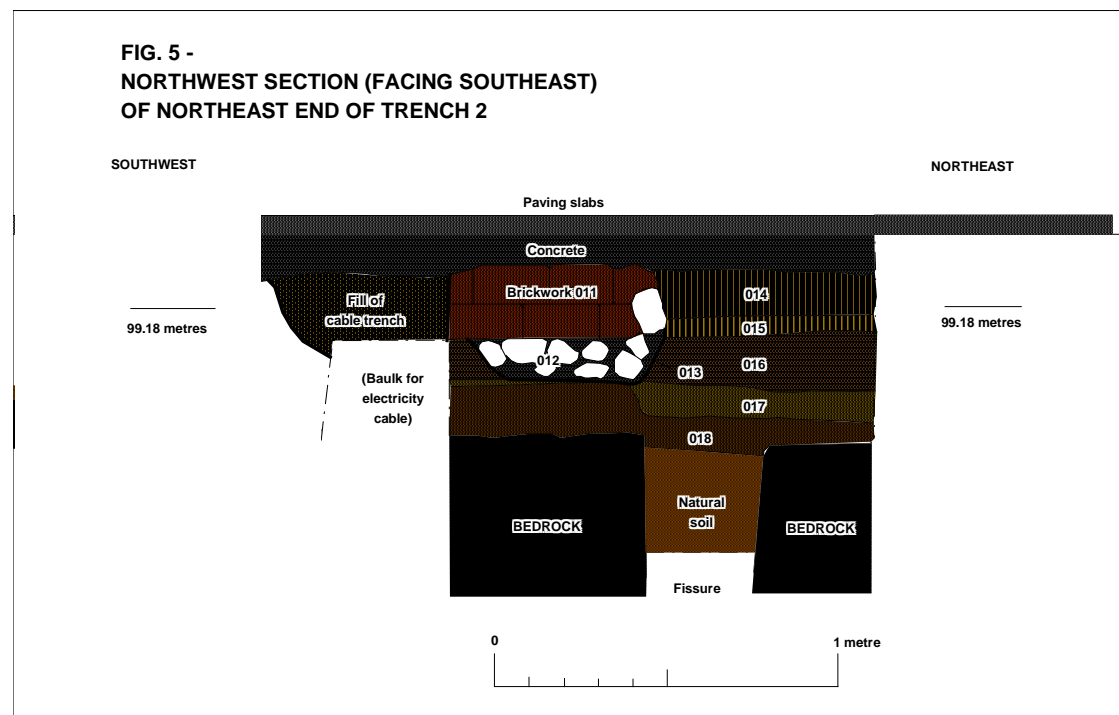 FIG. 5 -
NORTHWEST SECTION (FACING SOUTHEAST)
OF NORTHEAST END OF TRENCH 2
SOUTHWEST
NORTHEAST
Paving slabs
Concrete
Brickwork 011
014
Fill of
cable trench
99.18 metres
99.18 metres
015
012
013
016
(Baulk for
electricity
cable)
017
018
Natural
soil
BEDROCK
BEDROCK
Fissure
0
1 metre